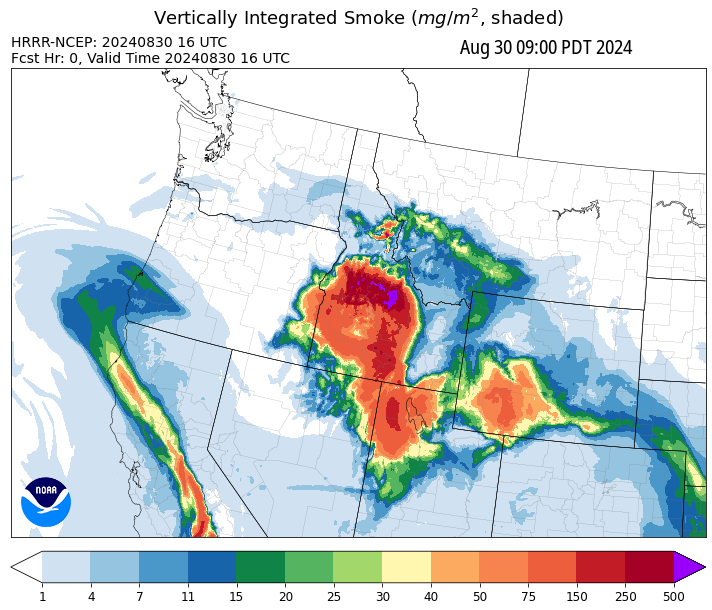 Vertically Integrated Smoke (mg/m², shaded)
HRRR-NCEP: 20240830 16 UTC
Fcst Hr: 0, Valid Time 20240830 16 UTC
Aug 30 09:00 PDT 2024
NOAA
1 4 7 11 15 20 25 30 40 50 75 150 250 500